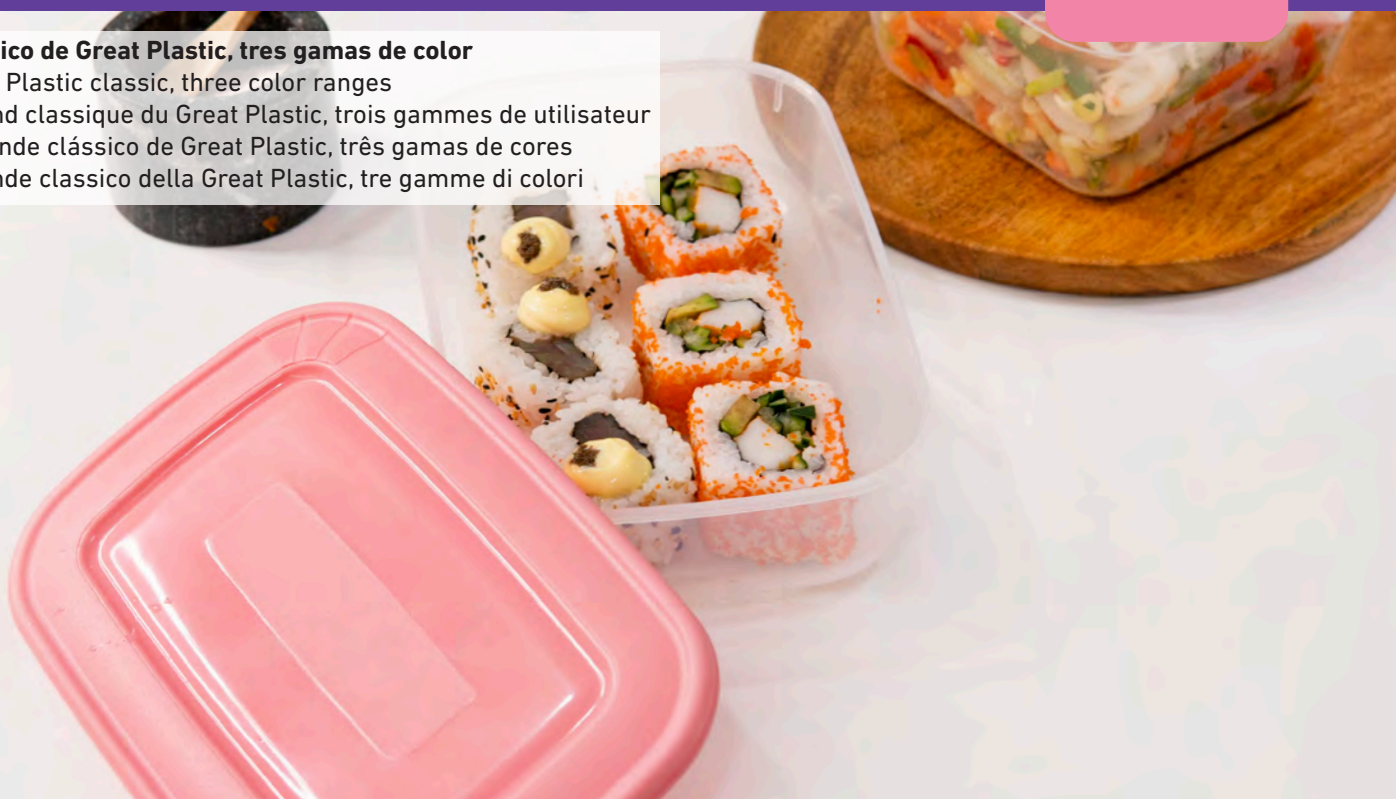 ico de Great Plastic, tres gamas de color
Plastic classic, three color ranges
nd classique du Great Plastic, trois gammes de utilisateur
nde clássico de Great Plastic, três gamas de cores
nde classico della Great Plastic, tre gamme di colori